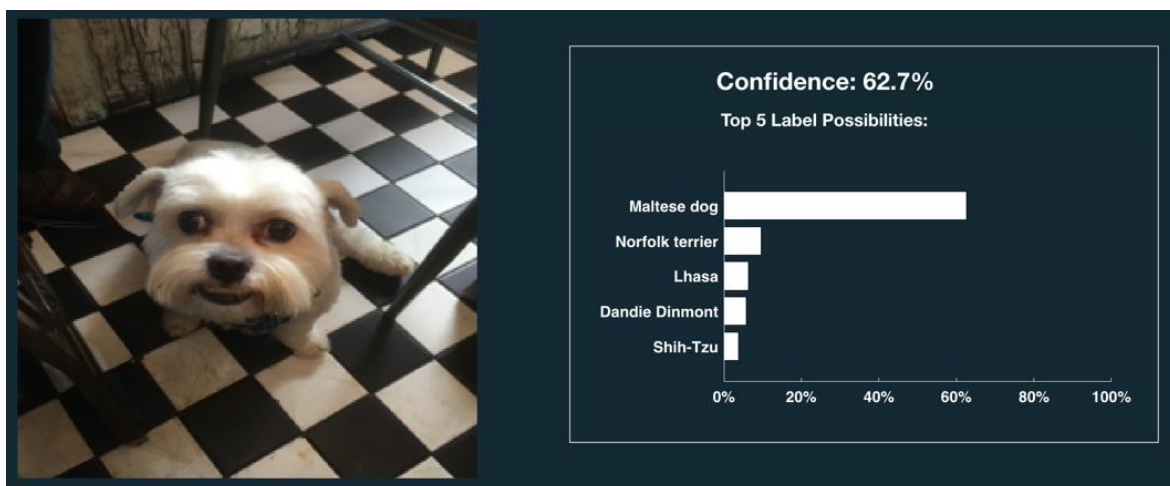 Confidence: 62.7%
Top 5 Label Possibilities:
Maltese dog
Norfolk terrier
Lhasa
Dandie Dinmont
Shih-Tzu
0% 20% 40% 60% 80% 100%